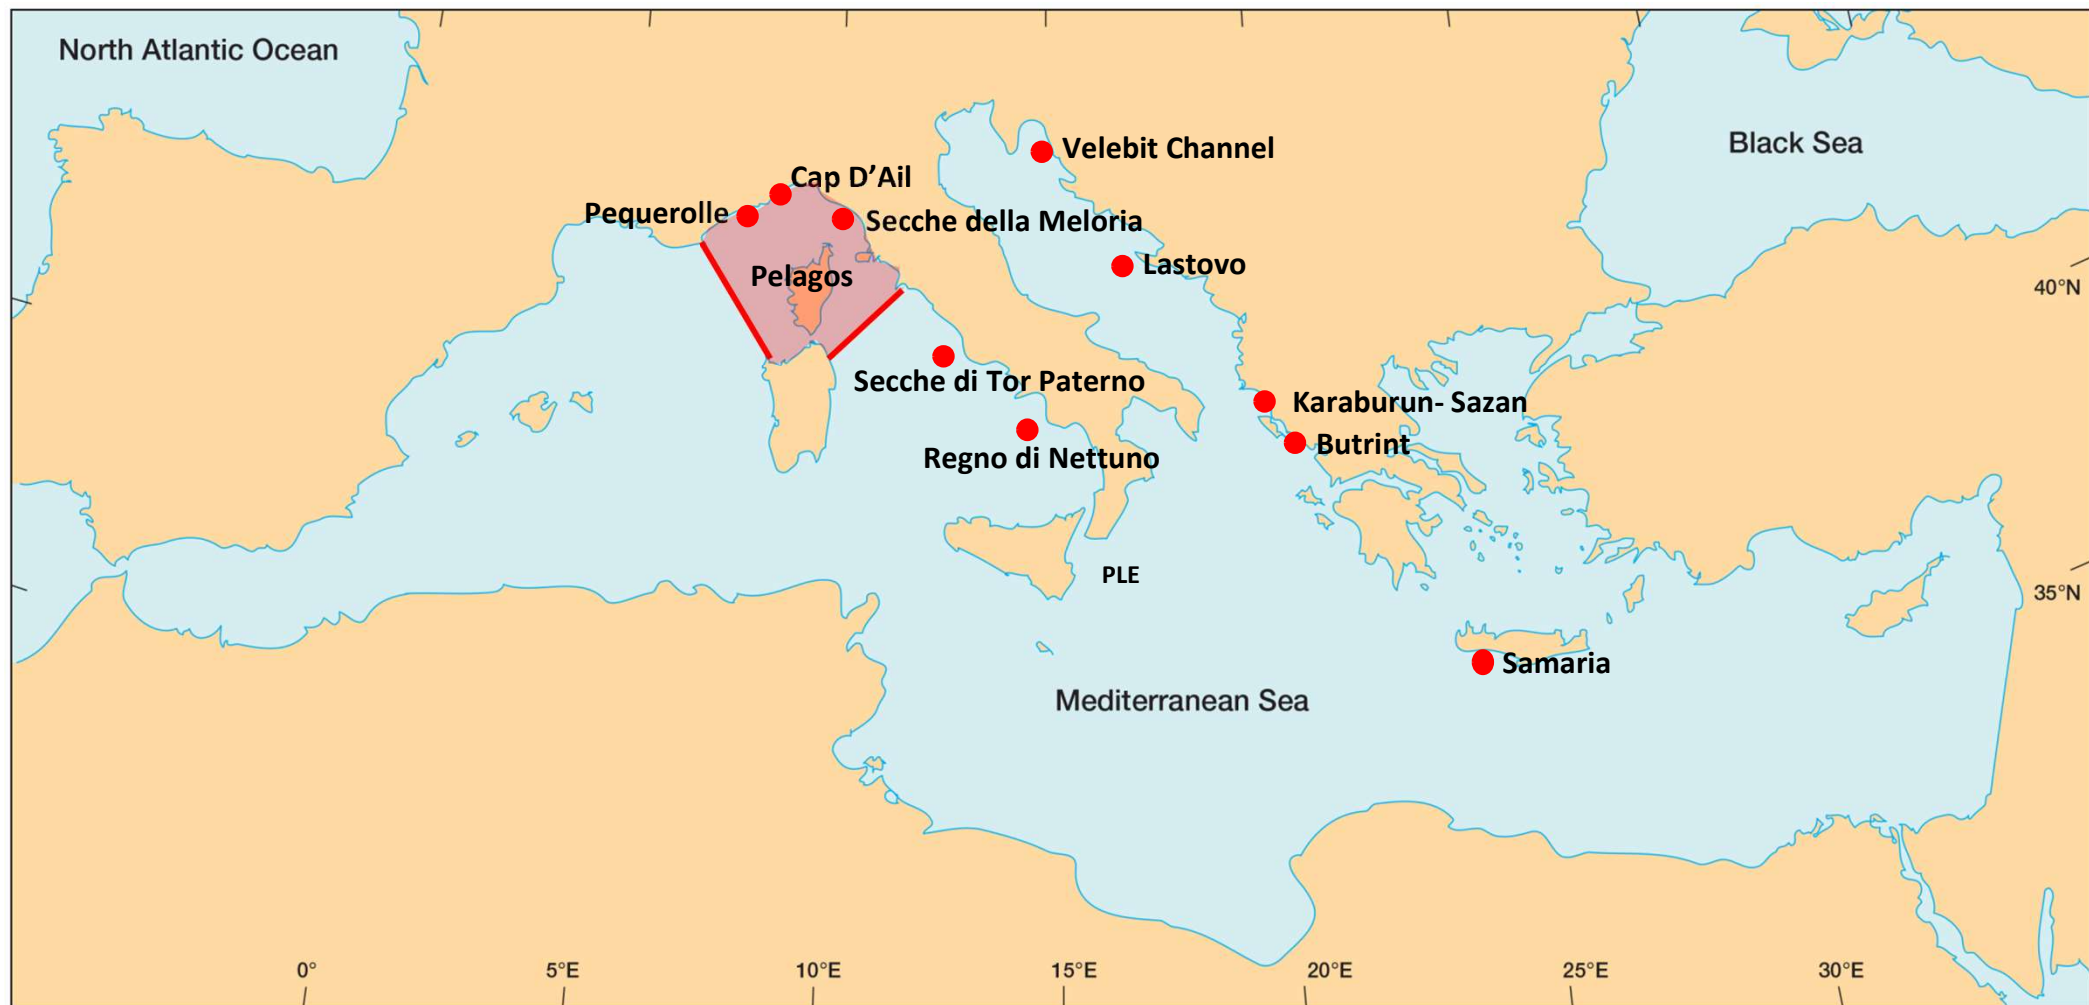 North Atlantic Ocean
Velebit Channel
Black Sea
Cap D’Ail
Pequerolle
Secche della Meloria
Lastovo
Pelagos
40°N
Secche di Tor Paterno
Karaburun- Sazan
Butrint
Regno di Nettuno
PLE
35°N
Samaria
Mediterranean Sea
0° 5°E 10°E 15°E 20°E 25°E 30°E